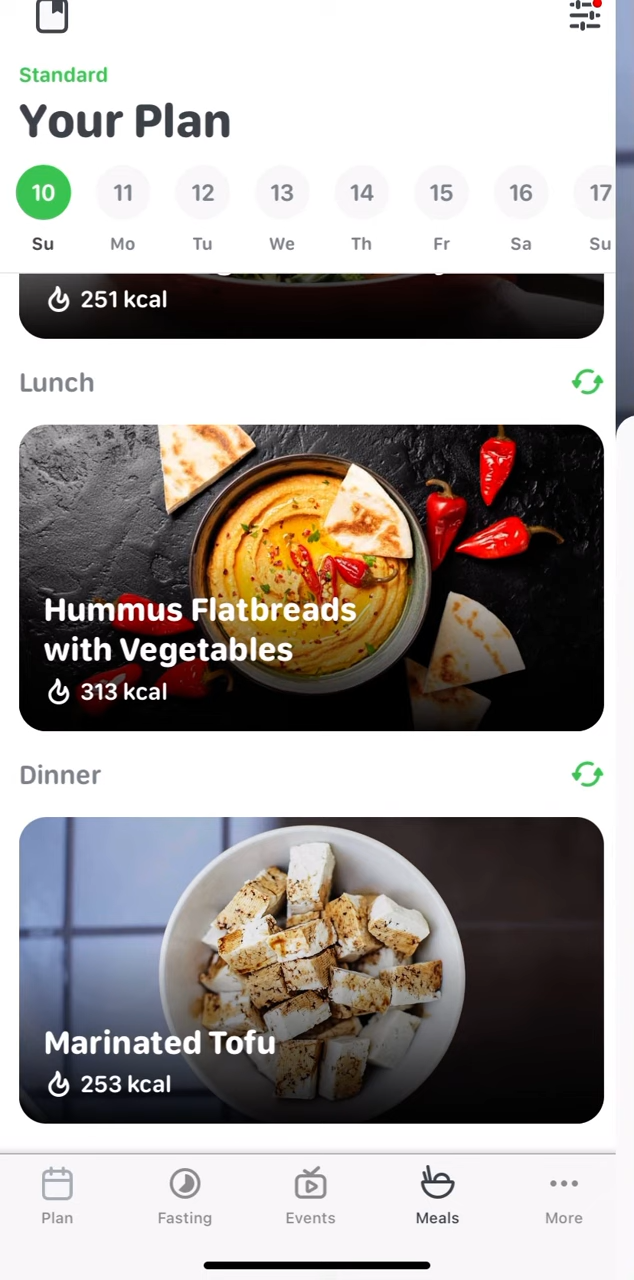 Standard
Your Plan
10
11
12
13
14
15
16
17
Su
Mo
Tu
We
Th
Fr
Sa
Su
251 kcal
Lunch
Hummus Flatbreads
with Vegetables
313 kcal
Dinner
Marinated Tofu
253 kcal
Plan
Fasting
Events
Meals
More